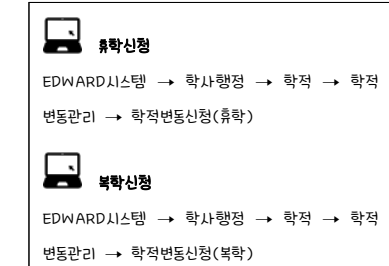 휴학신청
EDWARD시스템 → 학사행정 → 학적 → 학적
변동관리 → 학적변동신청(휴학)
복학신청
EDWARD시스템 → 학사행정 → 학적 → 학적
변동관리 → 학적변동신청(복학)